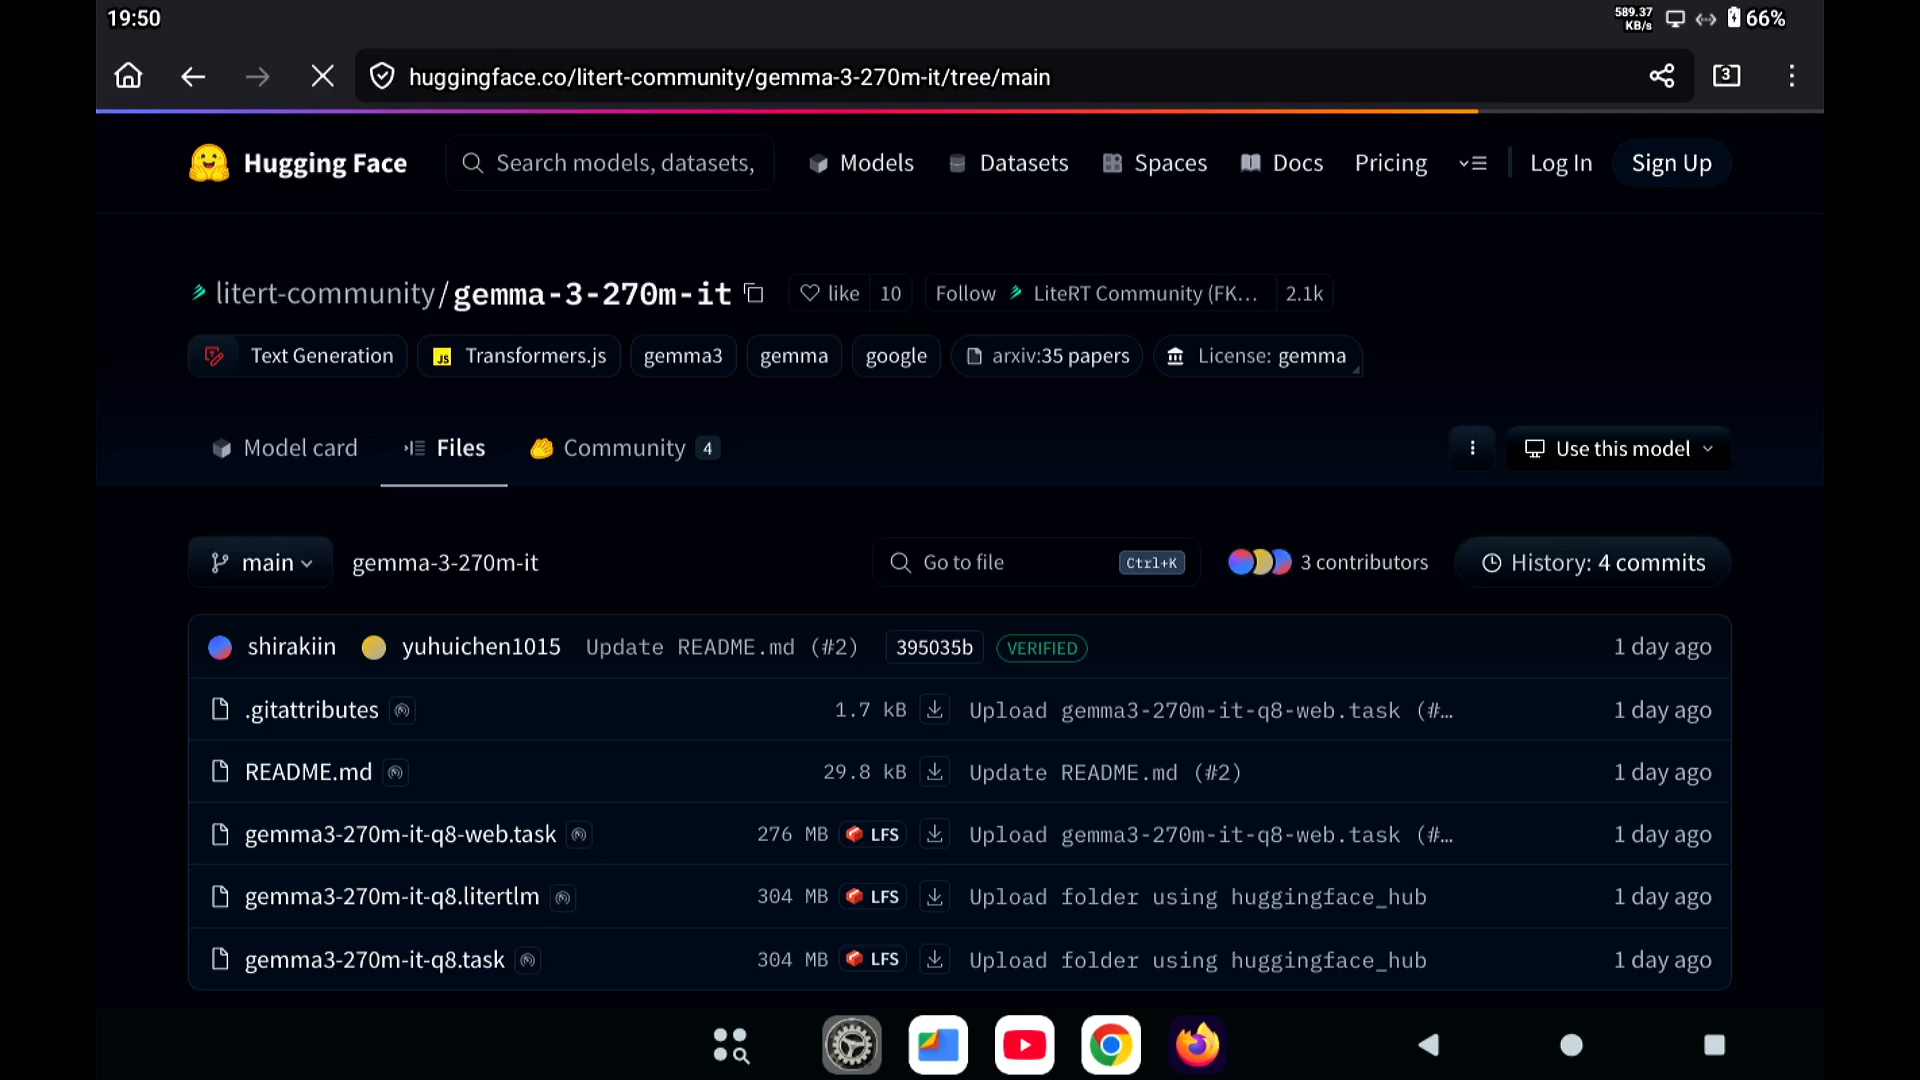 19:50
589.37 KB/s
66%
huggingface.co/litert-community/gemma-3-270m-it/tree/main
3
Hugging Face
Search models, datasets,
Models
Datasets
Spaces
Docs
Pricing
Log In
Sign Up
litert-community/gemma-3-270m-it
like 10
Follow LiteRT Community (FK... 2.1k
Text Generation
JS Transformers.js
gemma3
gemma
google
arxiv:35 papers
License: gemma
Model card
Files
Community 4
Use this model
main
gemma-3-270m-it
Go to file Ctrl+K
3 contributors
History: 4 commits
shirakiin yuhuichen1015 Update README.md (#2) 395035b VERIFIED 1 day ago
.gitattributes 1.7 kB Upload gemma3-270m-it-q8-web.task (#... 1 day ago
README.md 29.8 kB Update README.md (#2) 1 day ago
gemma3-270m-it-q8-web.task 276 MB LFS Upload gemma3-270m-it-q8-web.task (#... 1 day ago
gemma3-270m-it-q8.litertlm 304 MB LFS Upload folder using huggingface_hub 1 day ago
gemma3-270m-it-q8.task 304 MB LFS Upload folder using huggingface_hub 1 day ago